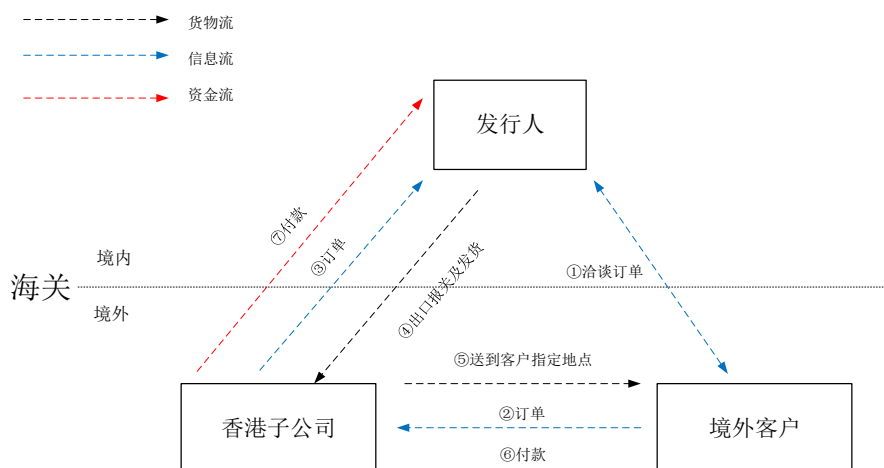 货物流
信息流
资金流
发行人
⑦付款
③订单
④出口报关及发货
①洽谈订单
境内
海关
境外
⑤送到客户指定地点
②订单
⑥付款
香港子公司
境外客户